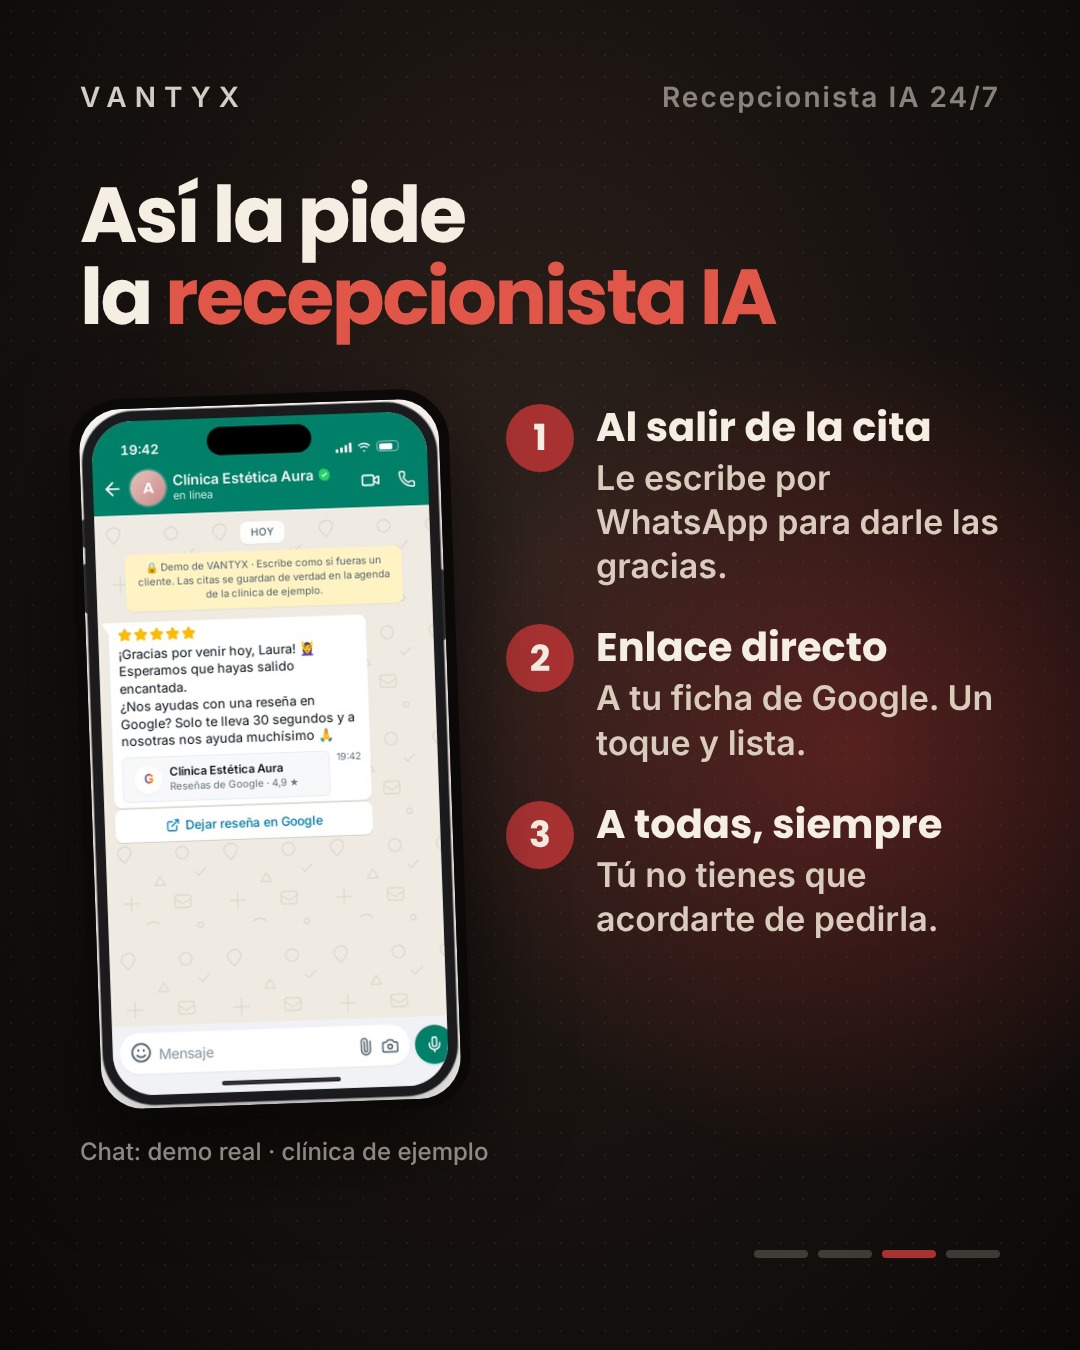 VANTYX
Recepcionista IA 24/7
Así la pide
la recepcionista IA
19:42
A
Clínica Estética Aura
en línea
HOY
🔒 Demo de VANTYX · Escribe como si fueras un
cliente. Las citas se guardan de verdad en la agenda
de la clínica de ejemplo.
⭐⭐⭐⭐⭐
¡Gracias por venir hoy, Laura! 💆‍♀️
Esperamos que hayas salido
encantada.
¿Nos ayudas con una reseña en
Google? Solo te lleva 30 segundos y a
nosotras nos ayuda muchísimo 🙏
19:42
G
Clínica Estética Aura
Reseñas de Google · 4,9 ★
Dejar reseña en Google
Mensaje
1
Al salir de la cita
Le escribe por
WhatsApp para darle las
gracias.
2
Enlace directo
A tu ficha de Google. Un
toque y lista.
3
A todas, siempre
Tú no tienes que
acordarte de pedirla.
Chat: demo real · clínica de ejemplo